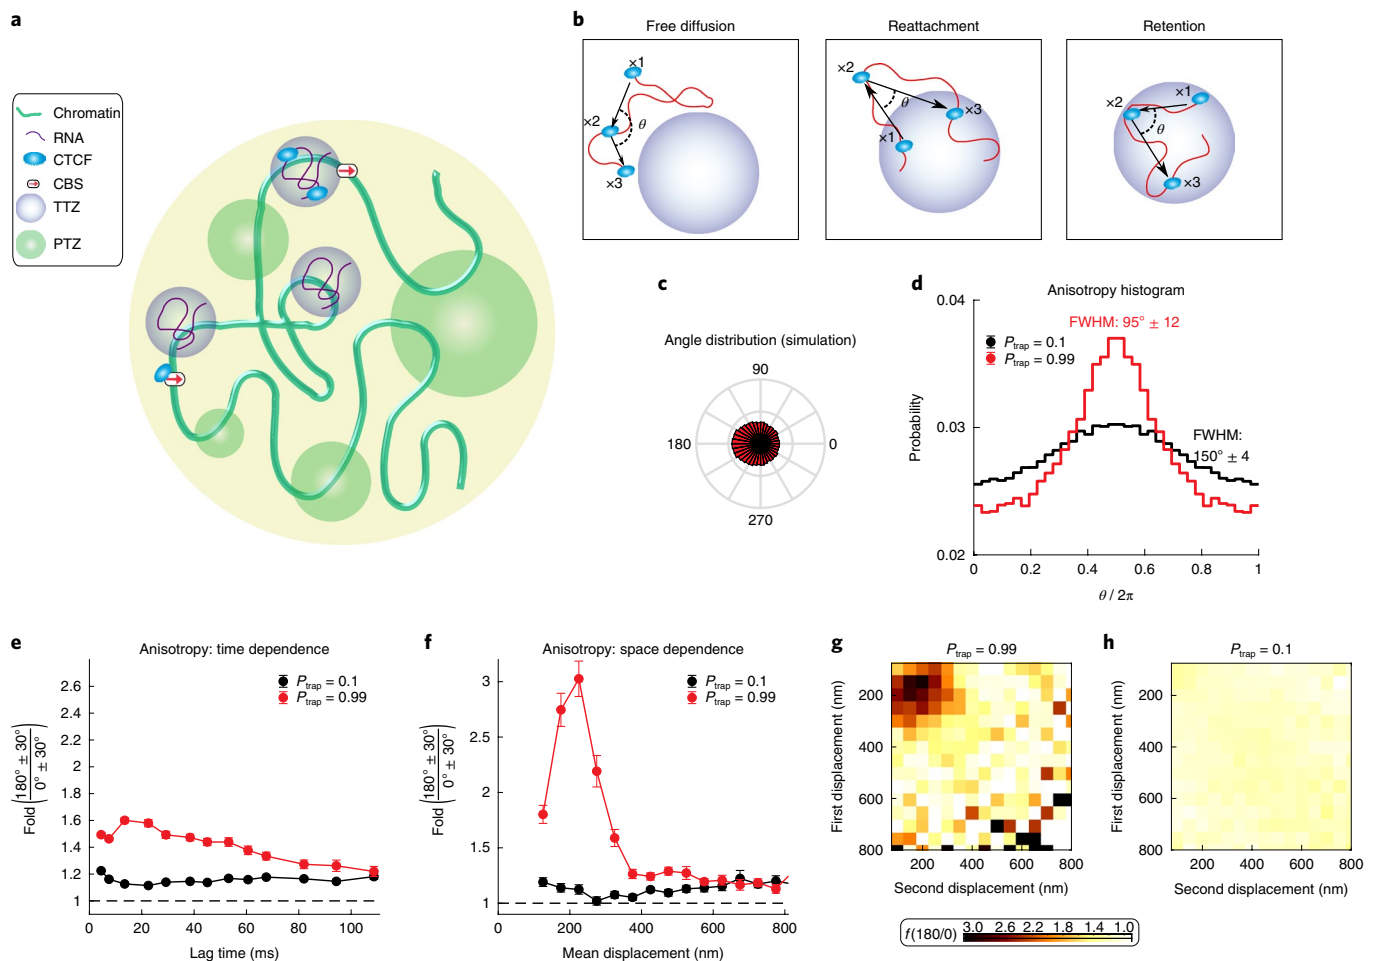 a
Chromatin
RNA
CTCF
CBS
TTZ
PTZ
b
Free diffusion
Reattachment
Retention
×1
×2
×3
θ
×2
θ
×3
×1
×2
×1
θ
×3
c
Angle distribution (simulation)
90
180
0
270
d
Anisotropy histogram
FWHM: 95° ± 12
Ptrap = 0.1
Ptrap = 0.99
FWHM:
150° ± 4
Probability
0.04
0.03
0.02
0 0.2 0.4 0.6 0.8 1
θ / 2π
e
Anisotropy: time dependence
Ptrap = 0.1
Ptrap = 0.99
Fold (180° ± 30° / 0° ± 30°)
2.6
2.4
2.2
2
1.8
1.6
1.4
1.2
1
0 20 40 60 80 100
Lag time (ms)
f
Anisotropy: space dependence
Ptrap = 0.1
Ptrap = 0.99
Fold (180° ± 30° / 0° ± 30°)
3
2.5
2
1.5
1
0 200 400 600 800
Mean displacement (nm)
g
Ptrap = 0.99
First displacement (nm)
200
400
600
800
200 400 600 800
Second displacement (nm)
h
Ptrap = 0.1
First displacement (nm)
200
400
600
800
200 400 600 800
Second displacement (nm)
f(180/0)
3.0 2.6 2.2 1.8 1.4 1.0